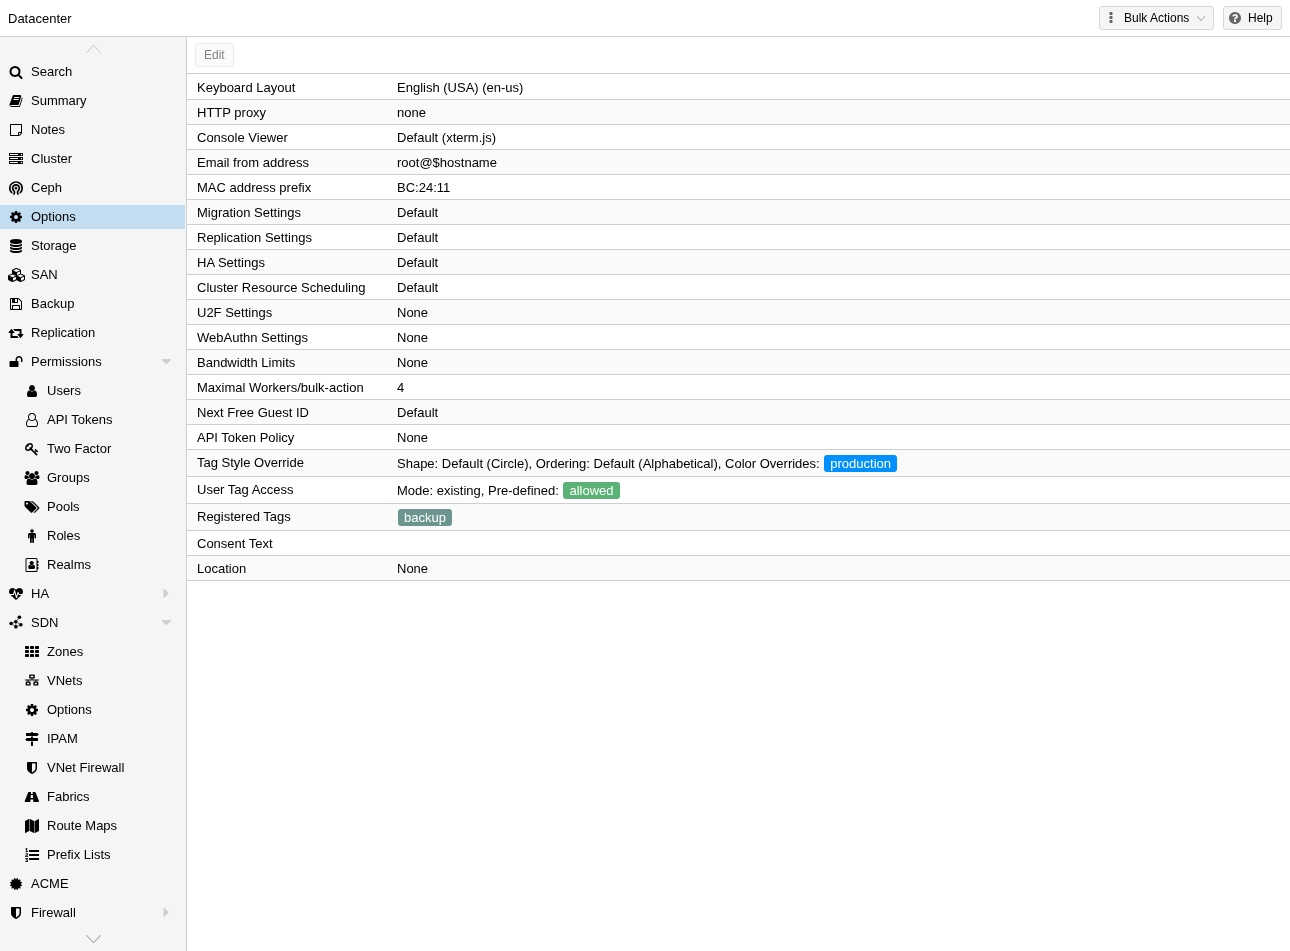 Datacenter
Bulk Actions
Help
Search
Summary
Notes
Cluster
Ceph
Options
Storage
SAN
Backup
Replication
Permissions
Users
API Tokens
Two Factor
Groups
Pools
Roles
Realms
HA
SDN
Zones
VNets
Options
IPAM
VNet Firewall
Fabrics
Route Maps
Prefix Lists
ACME
Firewall
Edit
Keyboard Layout English (USA) (en-us)
HTTP proxy none
Console Viewer Default (xterm.js)
Email from address root@$hostname
MAC address prefix BC:24:11
Migration Settings Default
Replication Settings Default
HA Settings Default
Cluster Resource Scheduling Default
U2F Settings None
WebAuthn Settings None
Bandwidth Limits None
Maximal Workers/bulk-action 4
Next Free Guest ID Default
API Token Policy None
Tag Style Override Shape: Default (Circle), Ordering: Default (Alphabetical), Color Overrides: production
User Tag Access Mode: existing, Pre-defined: allowed
Registered Tags backup
Consent Text
Location None